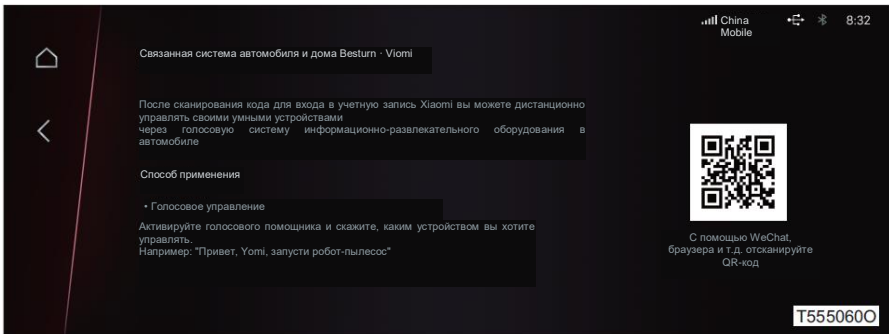 China
Mobile
8:32
Связанная система автомобиля и дома Besturn · Viomi
После сканирования кода для входа в учетную запись Xiaomi вы можете дистанционно
управлять своими умными устройствами
через голосовую систему информационно-развлекательного оборудования в
автомобиле
Способ применения
• Голосовое управление
Активируйте голосового помощника и скажите, каким устройством вы хотите
управлять.
Например: "Привет, Yomi, запусти робот-пылесос"
С помощью WeChat,
браузера и т.д. отсканируйте
QR-код
T555060O